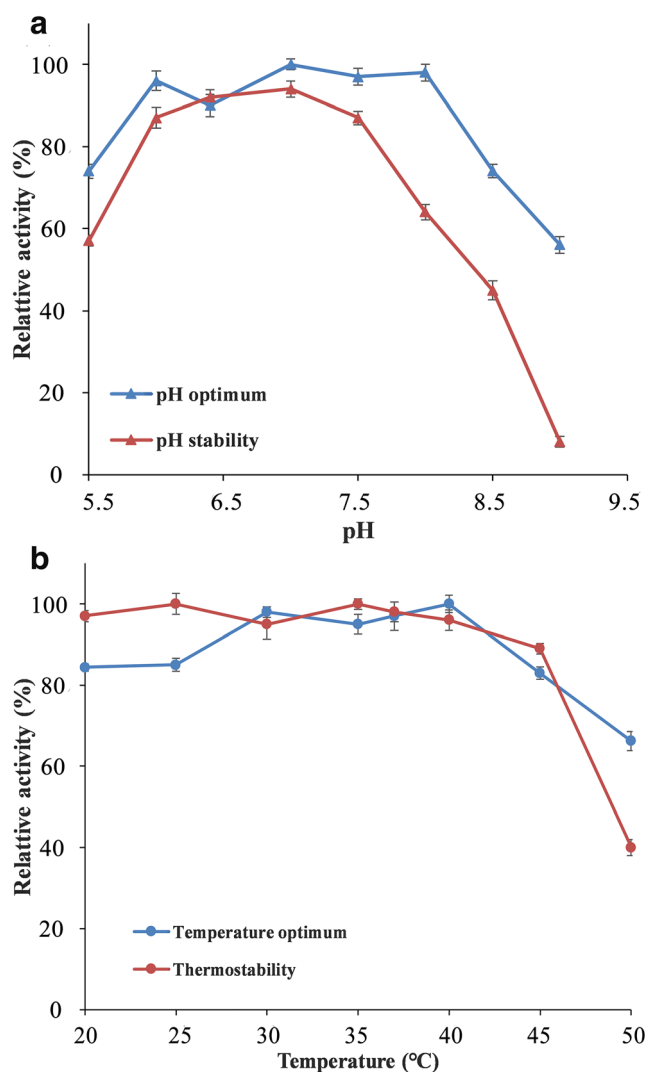 a
100
80
60
40
20
0
Relattive activity (%)
pH optimum
pH stability
5.5 6.5 7.5 8.5 9.5
pH
b
100
80
60
40
20
0
Relattive activity (%)
Temperature optimum
Thermostability
20 25 30 35 40 45 50
Temperature (°C)